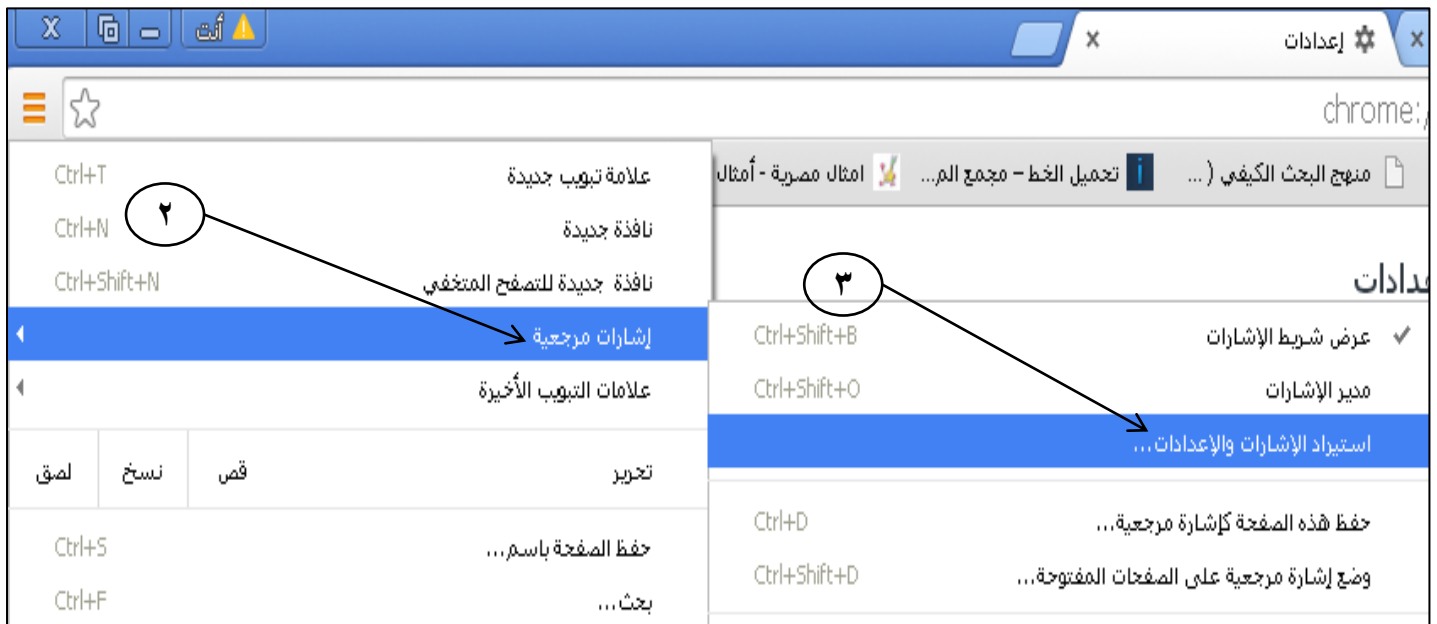 إعدادات
أنت
chrome:/
منهج البحث الكيفي ( ...
تحميل الخط – مجمع الم...
امثال مصرية - أمثال
علامة تبويب جديدة Ctrl+T
نافذة جديدة Ctrl+N
٢
نافذة جديدة للتصفح المتخفي Ctrl+Shift+N
٣
إشارات مرجعية
علامات التبويب الأخيرة
تحرير قص نسخ لصق
حفظ الصفحة باسم... Ctrl+S
بحث... Ctrl+F
عرض شريط الإشارات Ctrl+Shift+B
مدير الإشارات Ctrl+Shift+O
استيراد الإشارات والإعدادات...
حفظ هذه الصفحة كإشارة مرجعية... Ctrl+D
وضع إشارة مرجعية على الصفحات المفتوحة... Ctrl+Shift+D